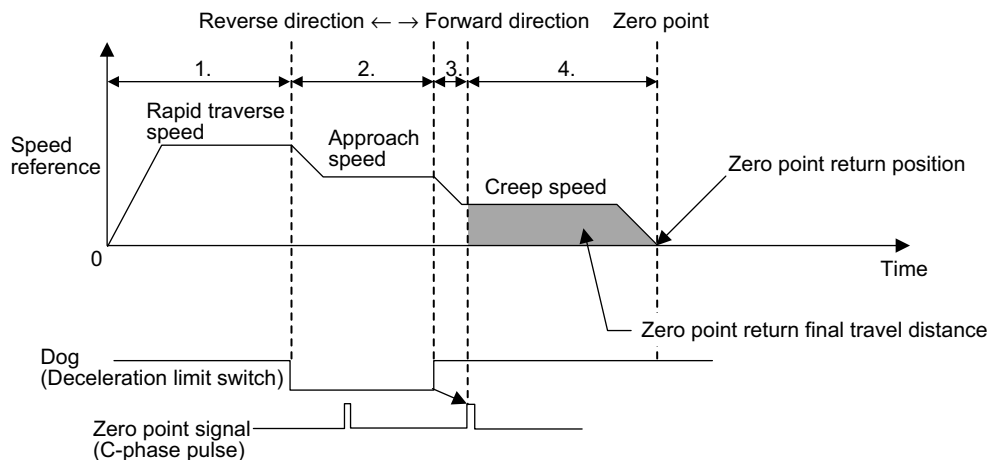 Reverse direction ← → Forward direction
Zero point
1.
2.
3.
4.
Rapid traverse
speed
Approach
speed
Speed
reference
Creep speed
Zero point return position
0
Time
Zero point return final travel distance
Dog
(Deceleration limit switch)
Zero point signal
(C-phase pulse)